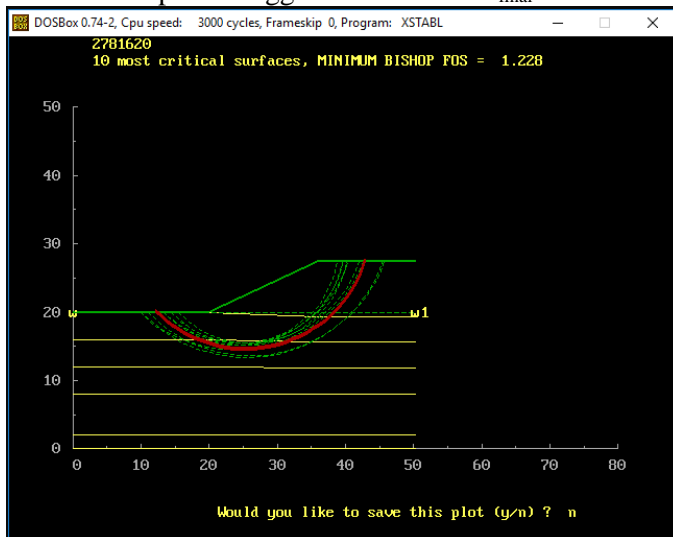 final
DOSBox 0.74-2, Cpu speed: 3000 cycles, Frameskip 0, Program: XSTABL
2781620
10 most critical surfaces, MINIMUM BISHOP FOS = 1.228
50
40
30
20
w
w1
10
0
0 10 20 30 40 50 60 70 80
Would you like to save this plot (y/n) ? n